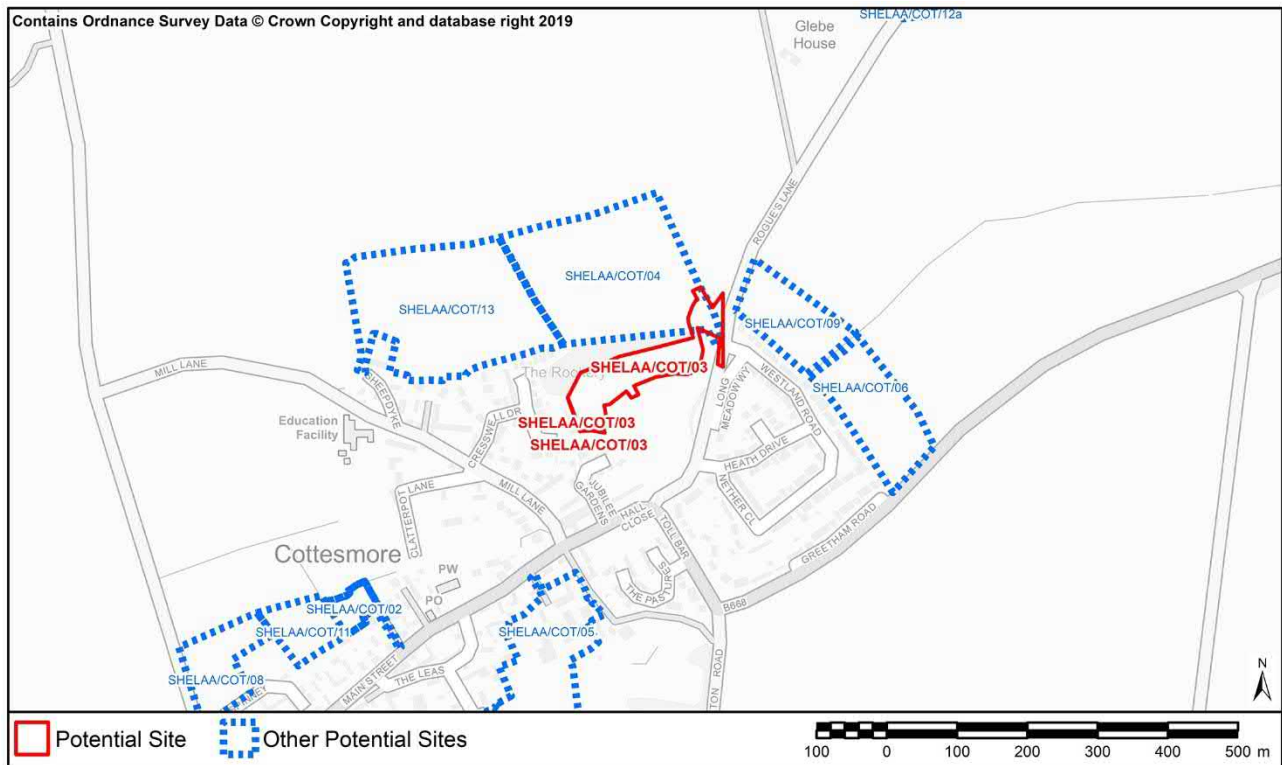 Contains Ordnance Survey Data © Crown Copyright and database right 2019
SHELAA/COT/12a
Glebe
House
ROGUE'S LANE
SHELAA/COT/04
SHELAA/COT/13
SHELAA/COT/09
SHELAA/COT/03
The Rookery
SHELAA/COT/06
MILL LANE
SHEEPDYKE
LONG
MEADOW WY
WESTLAND ROAD
Education
Facility
CRESSWELL DR
SHELAA/COT/03
SHELAA/COT/03
HEATH DRIVE
NETHER CL
CLATTERPOT LANE
MILL LANE
JUBILEE
GARDENS
HALL
CLOSE
TOLL BAR
GREETHAM ROAD
Cottesmore
PW
PO
THE PASTURES
B668
SHELAA/COT/02
SHELAA/COT/11
SHELAA/COT/05
SHELAA/COT/08
MAIN STREET
THE LEAS
TON ROAD
N
Potential Site
Other Potential Sites
100 0 100 200 300 400 500 m